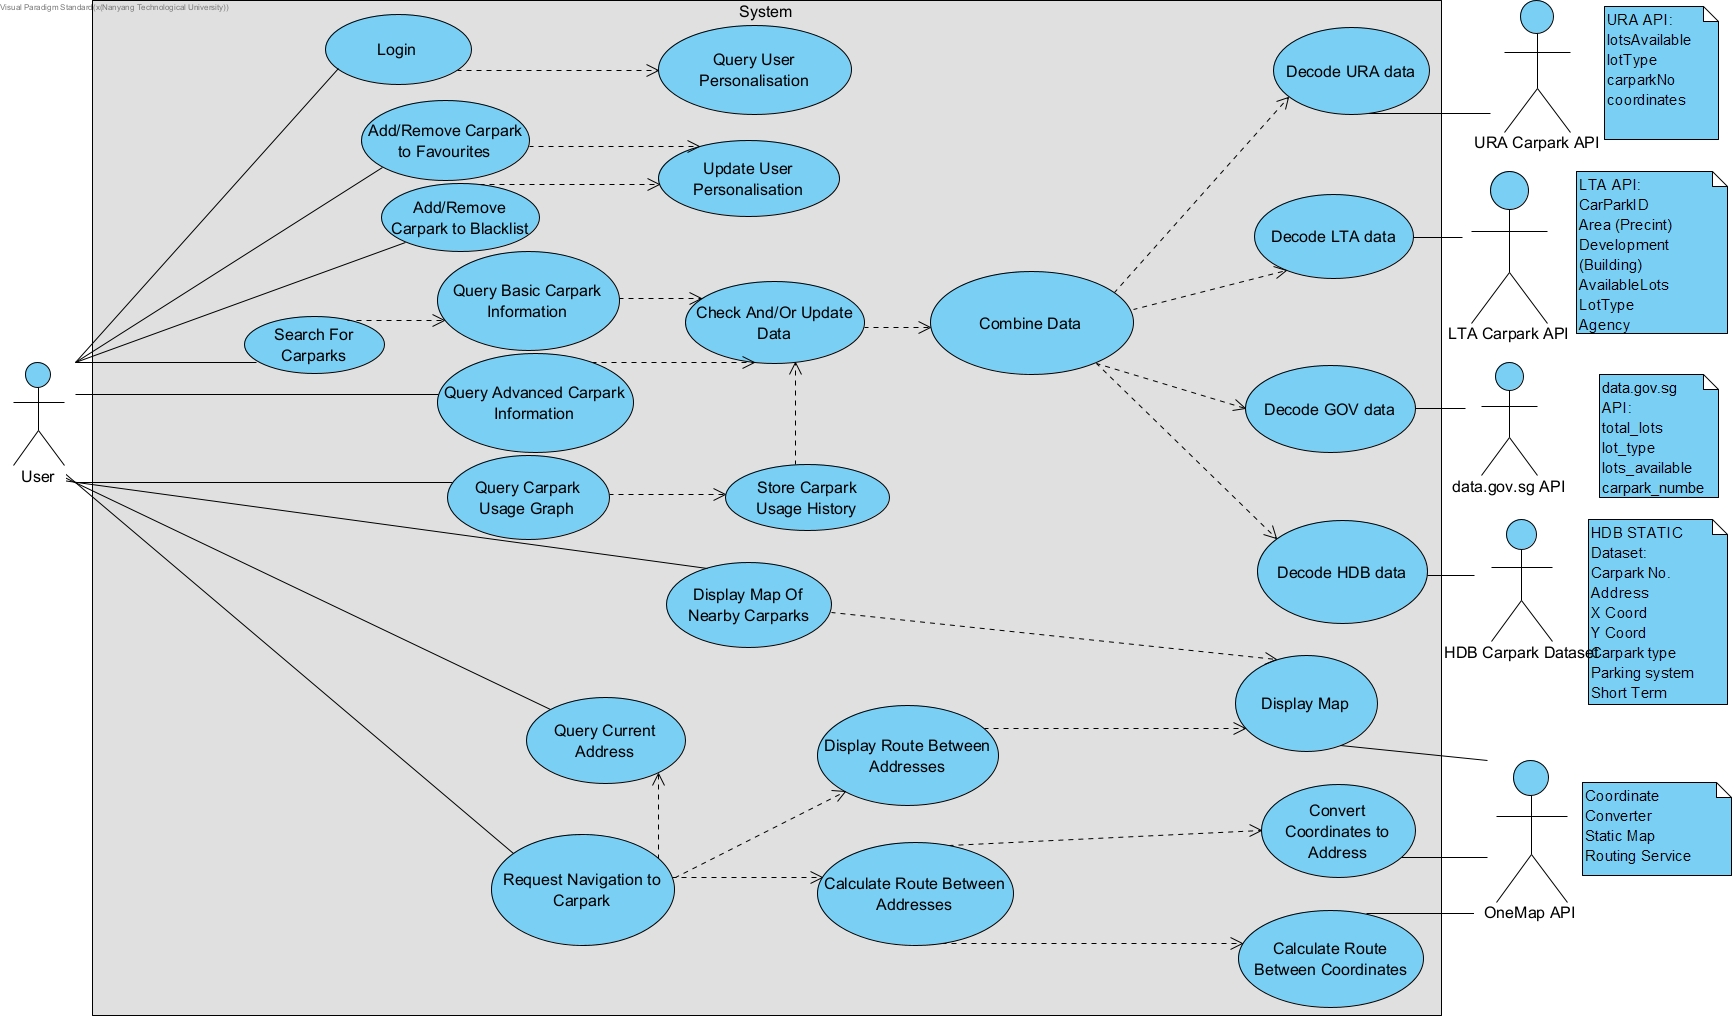 Visual Paradigm Standard(x(Nanyang Technological University))
System
Login
Query User
Personalisation
Add/Remove Carpark
to Favourites
Update User
Personalisation
Add/Remove
Carpark to Blacklist
Query Basic Carpark
Information
Search For
Carparks
Check And/Or Update
Data
Combine Data
Query Advanced Carpark
Information
Query Carpark
Usage Graph
Store Carpark
Usage History
Display Map Of
Nearby Carparks
Query Current
Address
Request Navigation to
Carpark
Display Route Between
Addresses
Calculate Route Between
Addresses
Decode URA data
Decode LTA data
Decode GOV data
Decode HDB data
Display Map
Convert
Coordinates to
Address
Calculate Route
Between Coordinates
User
URA Carpark API
URA API:
lotsAvailable
lotType
carparkNo
coordinates
LTA Carpark API
LTA API:
CarParkID
Area (Precint)
Development
(Building)
AvailableLots
LotType
Agency
data.gov.sg API
data.gov.sg
API:
total_lots
lot_type
lots_available
carpark_numbe
HDB Carpark Dataset
HDB STATIC
Dataset:
Carpark No.
Address
X Coord
Y Coord
Carpark type
Parking system
Short Term
OneMap API
Coordinate
Converter
Static Map
Routing Service